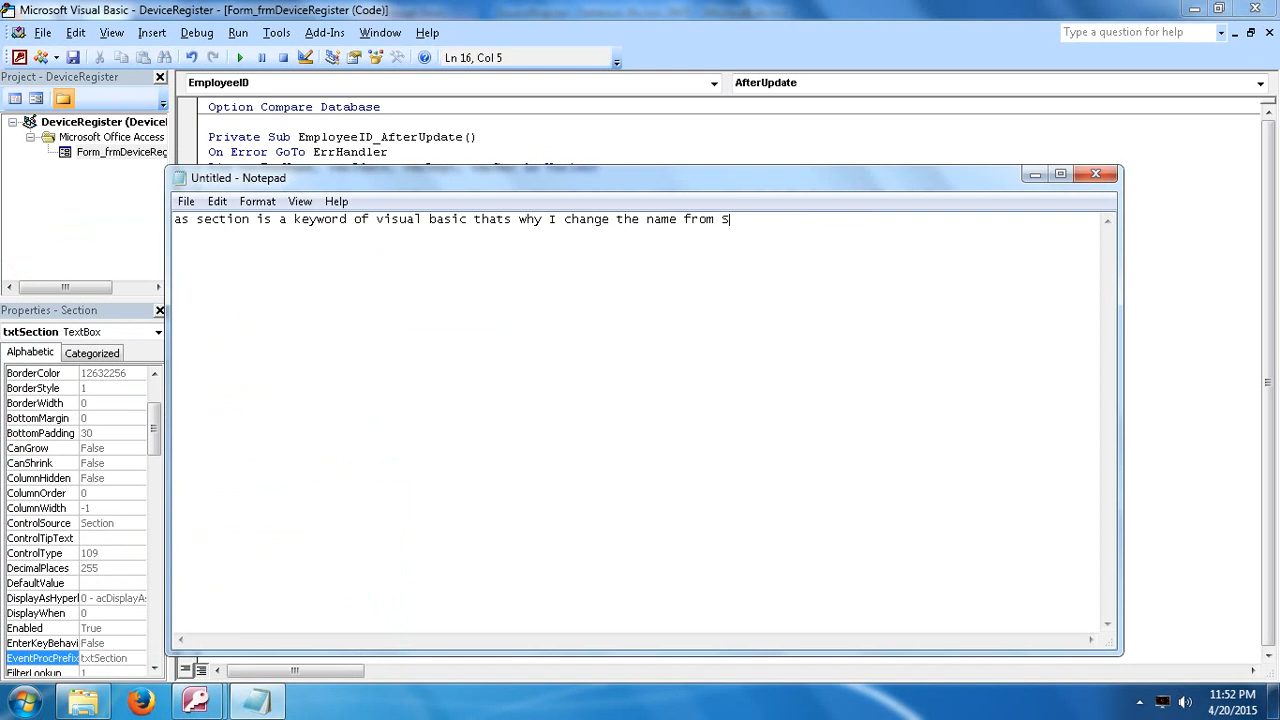 Microsoft Visual Basic - DeviceRegister - [Form_frmDeviceRegister (Code)]
File Edit View Insert Format Debug Run Tools Add-Ins Window Help
Type a question for help
Ln 16, Col 5
Project - DeviceRegister
EmployeeID
AfterUpdate
DeviceRegister (Devicel
Microsoft Office Access
Form_frmDeviceReg
Option Compare Database
Private Sub EmployeeID_AfterUpdate()
On Error GoTo ErrHandler
Untitled - Notepad
File Edit Format View Help
as section is a keyword of visual basic thats why I change the name from S
Properties - Section
txtSection TextBox
Alphabetic Categorized
BorderColor 12632256
BorderStyle 1
BorderWidth 0
BottomMargin 0
BottomPadding 30
CanGrow False
CanShrink False
ColumnHidden False
ColumnOrder 0
ColumnWidth -1
ControlSource Section
ControlTipText
ControlType 109
DecimalPlaces 255
DefaultValue
DisplayAsHyperl 0 - acDisplayAs
DisplayWhen 0
Enabled True
EnterKeyBehavi False
EventProcPrefix txtSection
FilterLookup 1
11:52 PM
4/20/2015